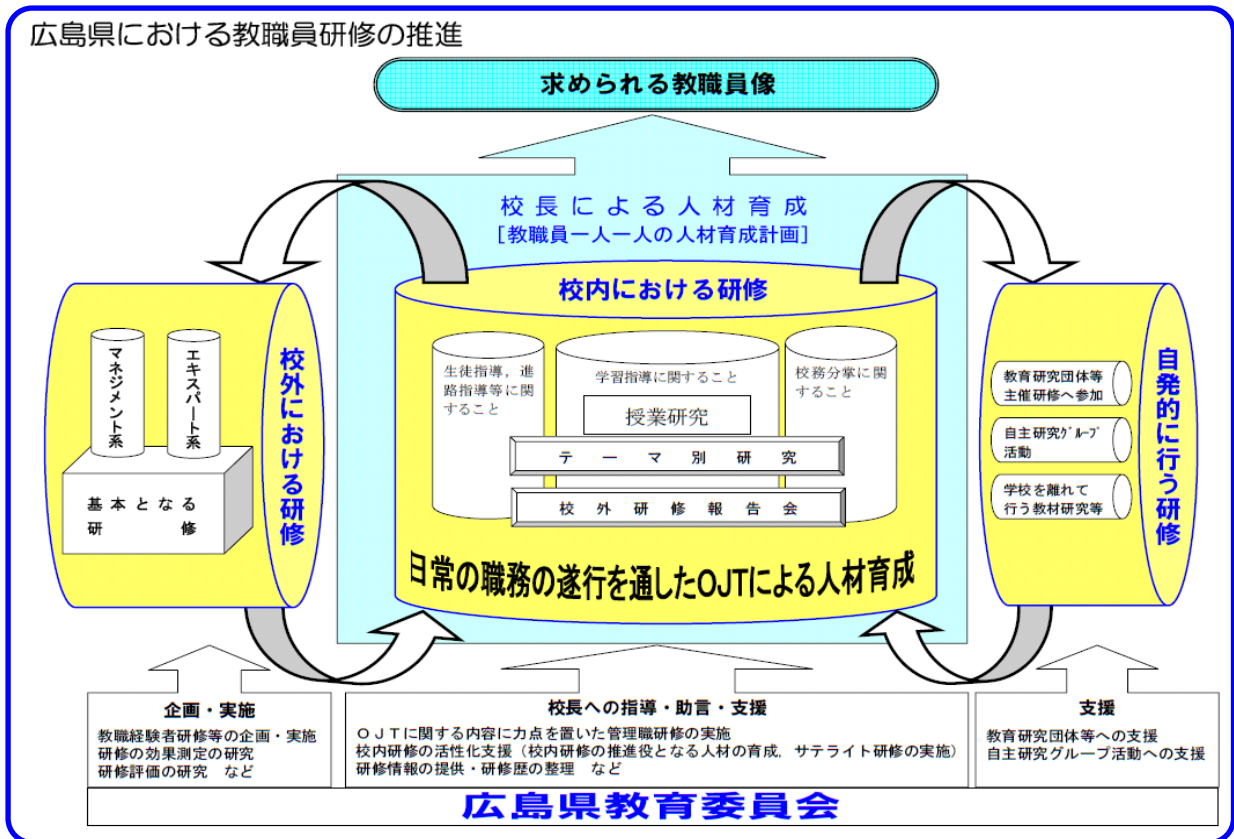 広島県における教職員研修の推進
求められる教職員像
校長による人材育成
[教職員一人一人の人材育成計画]
校外における研修
マネジメント系
エキスパート系
基本となる
研修
校内における研修
生徒指導，進
路指導等に関
すること
学習指導に関すること
校務分掌に関
すること
授業研究
テーマ別研究
校外研修報告会
日常の職務の遂行を通したOJTによる人材育成
自発的に行う研修
教育研究団体等
主催研修へ参加
自主研究ｸﾞﾙｰﾌﾟ
活動
学校を離れて
行う教材研究等
企画・実施
教職経験者研修等の企画・実施
研修の効果測定の研究
研修評価の研究　など
校長への指導・助言・支援
ＯＪＴに関する内容に力点を置いた管理職研修の実施
校内研修の活性化支援（校内研修の推進役となる人材の育成，サテライト研修の実施）
研修情報の提供・研修歴の整理　など
支援
教育研究団体等への支援
自主研究グループ活動への支援
広島県教育委員会